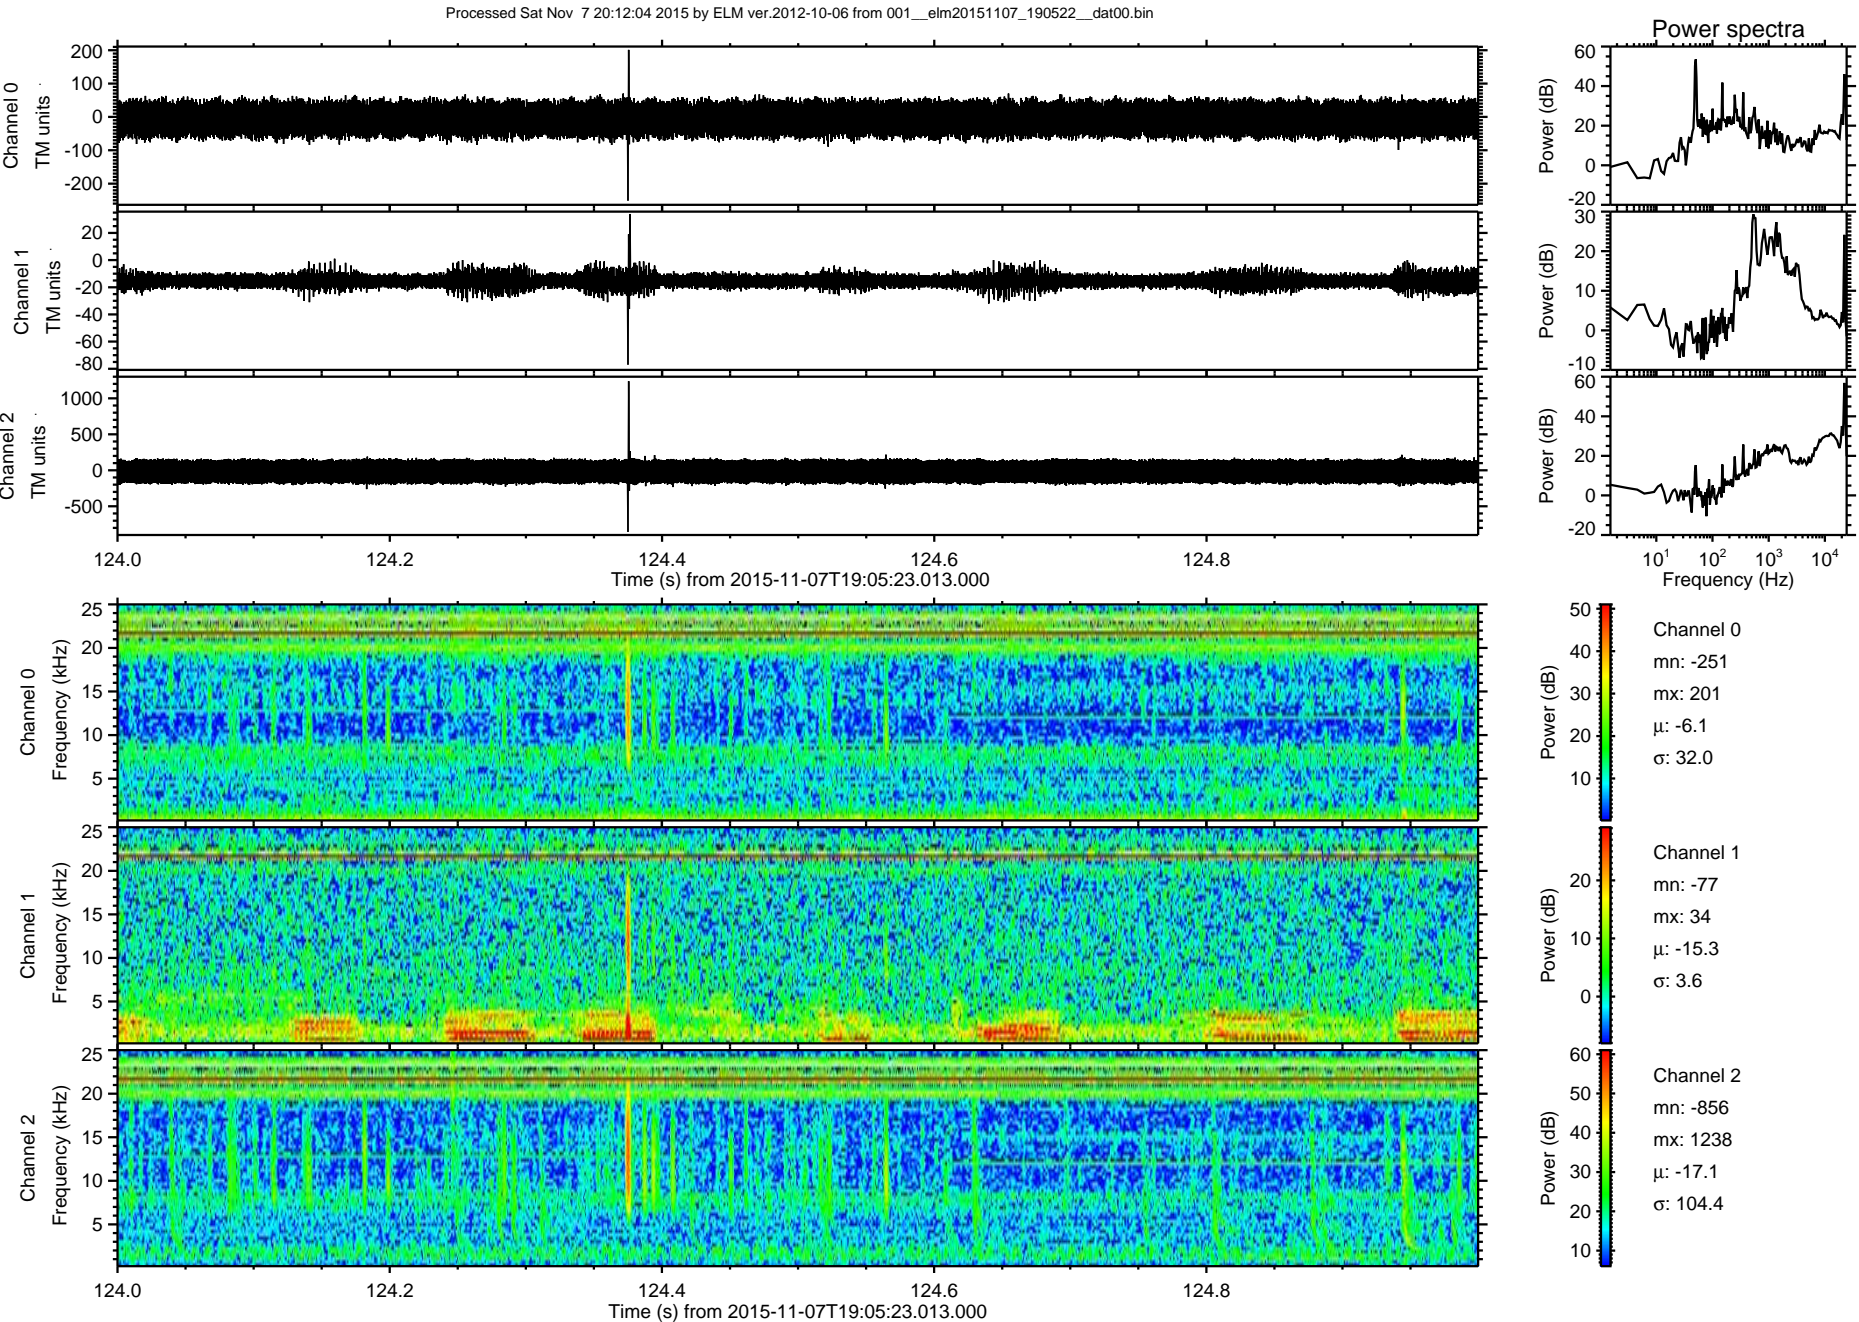 Processed Sat Nov  7 20:12:04 2015 by ELM ver.2012-10-06 from 001__elm20151107_190522__dat00.bin
Power spectra
Channel 0
TM units
200
100
0
-100
-200
Power (dB)
60
40
20
0
-20
Channel 1
TM units
20
0
-20
-40
-60
-80
Power (dB)
30
20
10
0
-10
Channel 2
TM units
1000
500
0
-500
Power (dB)
60
40
20
0
-20
124.0 124.2 124.4 124.6 124.8
Time (s) from 2015-11-07T19:05:23.013.000
10^1 10^2 10^3 10^4
Frequency (Hz)
Channel 0
Frequency (kHz)
25
20
15
10
5
Power (dB)
50
40
30
20
10
Channel 0
mn: -251
mx: 201
µ: -6.1
σ: 32.0
Channel 1
Frequency (kHz)
25
20
15
10
5
Power (dB)
20
10
0
Channel 1
mn: -77
mx: 34
µ: -15.3
σ: 3.6
Channel 2
Frequency (kHz)
25
20
15
10
5
Power (dB)
60
50
40
30
20
10
Channel 2
mn: -856
mx: 1238
µ: -17.1
σ: 104.4
124.0 124.2 124.4 124.6 124.8
Time (s) from 2015-11-07T19:05:23.013.000